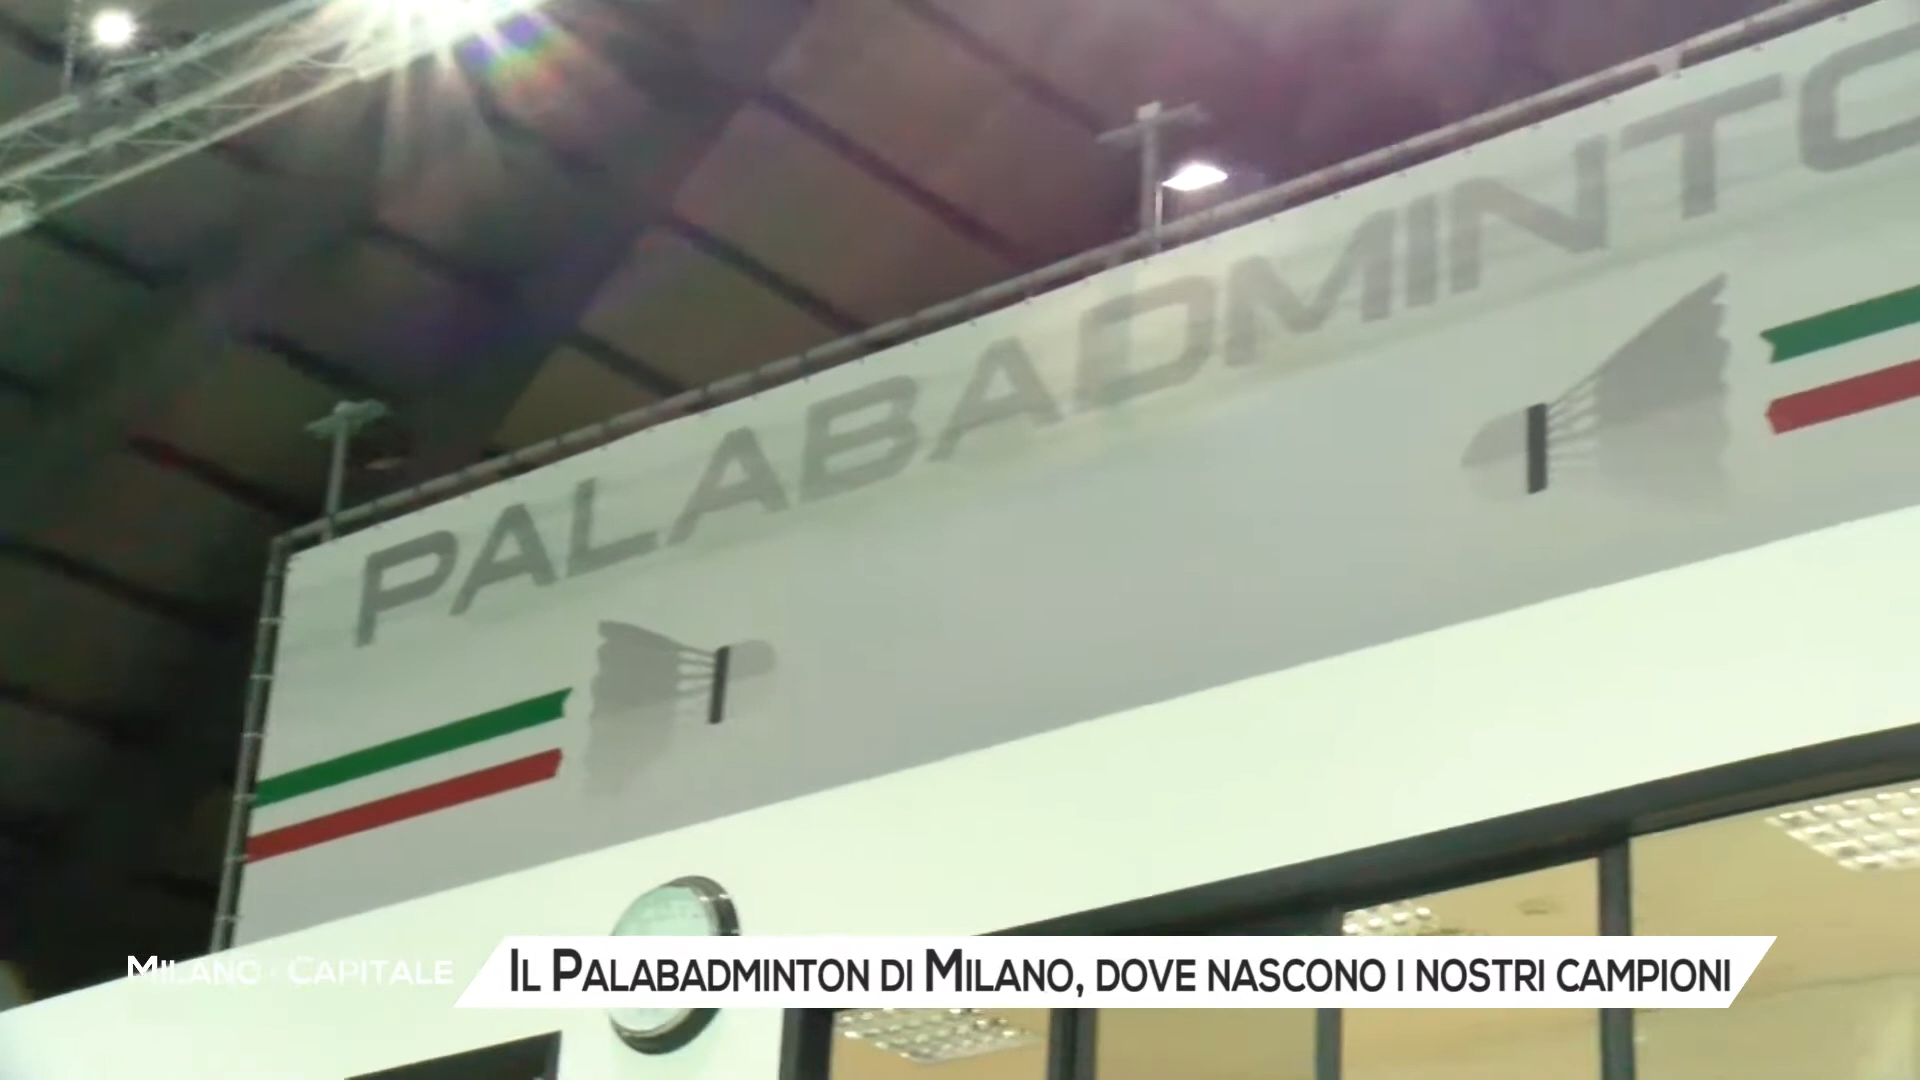 PALABADMINTO
MILANO · CAPITALE
IL PALABADMINTON DI MILANO, DOVE NASCONO I NOSTRI CAMPIONI